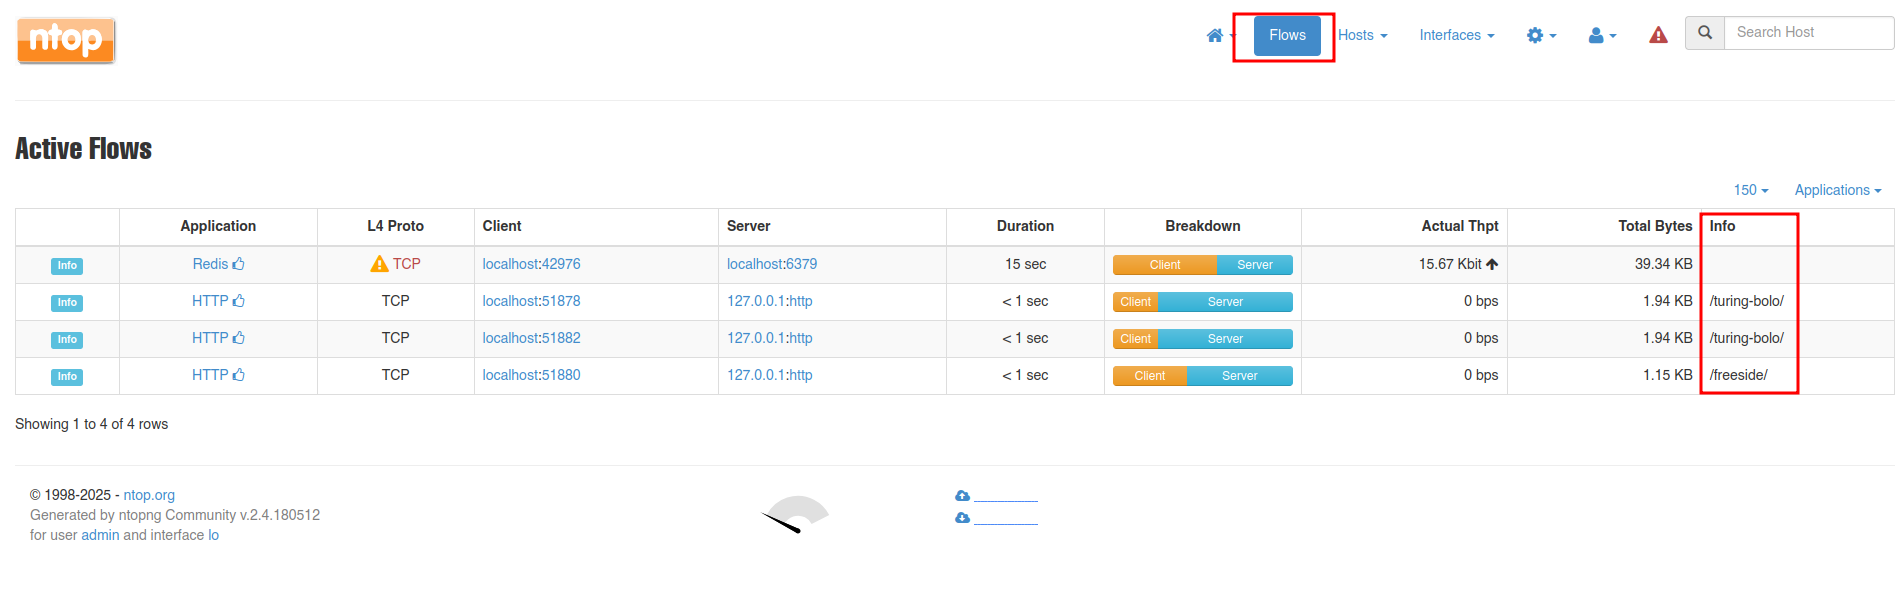 ntop
Flows Hosts Interfaces Search Host
Active Flows
150 Applications
Application L4 Proto Client Server Duration Breakdown Actual Thpt Total Bytes Info
Info Redis TCP localhost:42976 localhost:6379 15 sec Client Server 15.67 Kbit 39.34 KB
Info HTTP TCP localhost:51878 127.0.0.1:http < 1 sec Client Server 0 bps 1.94 KB /turing-bolo/
Info HTTP TCP localhost:51882 127.0.0.1:http < 1 sec Client Server 0 bps 1.94 KB /turing-bolo/
Info HTTP TCP localhost:51880 127.0.0.1:http < 1 sec Client Server 0 bps 1.15 KB /freeside/
Showing 1 to 4 of 4 rows
© 1998-2025 - ntop.org
Generated by ntopng Community v.2.4.180512
for user admin and interface lo